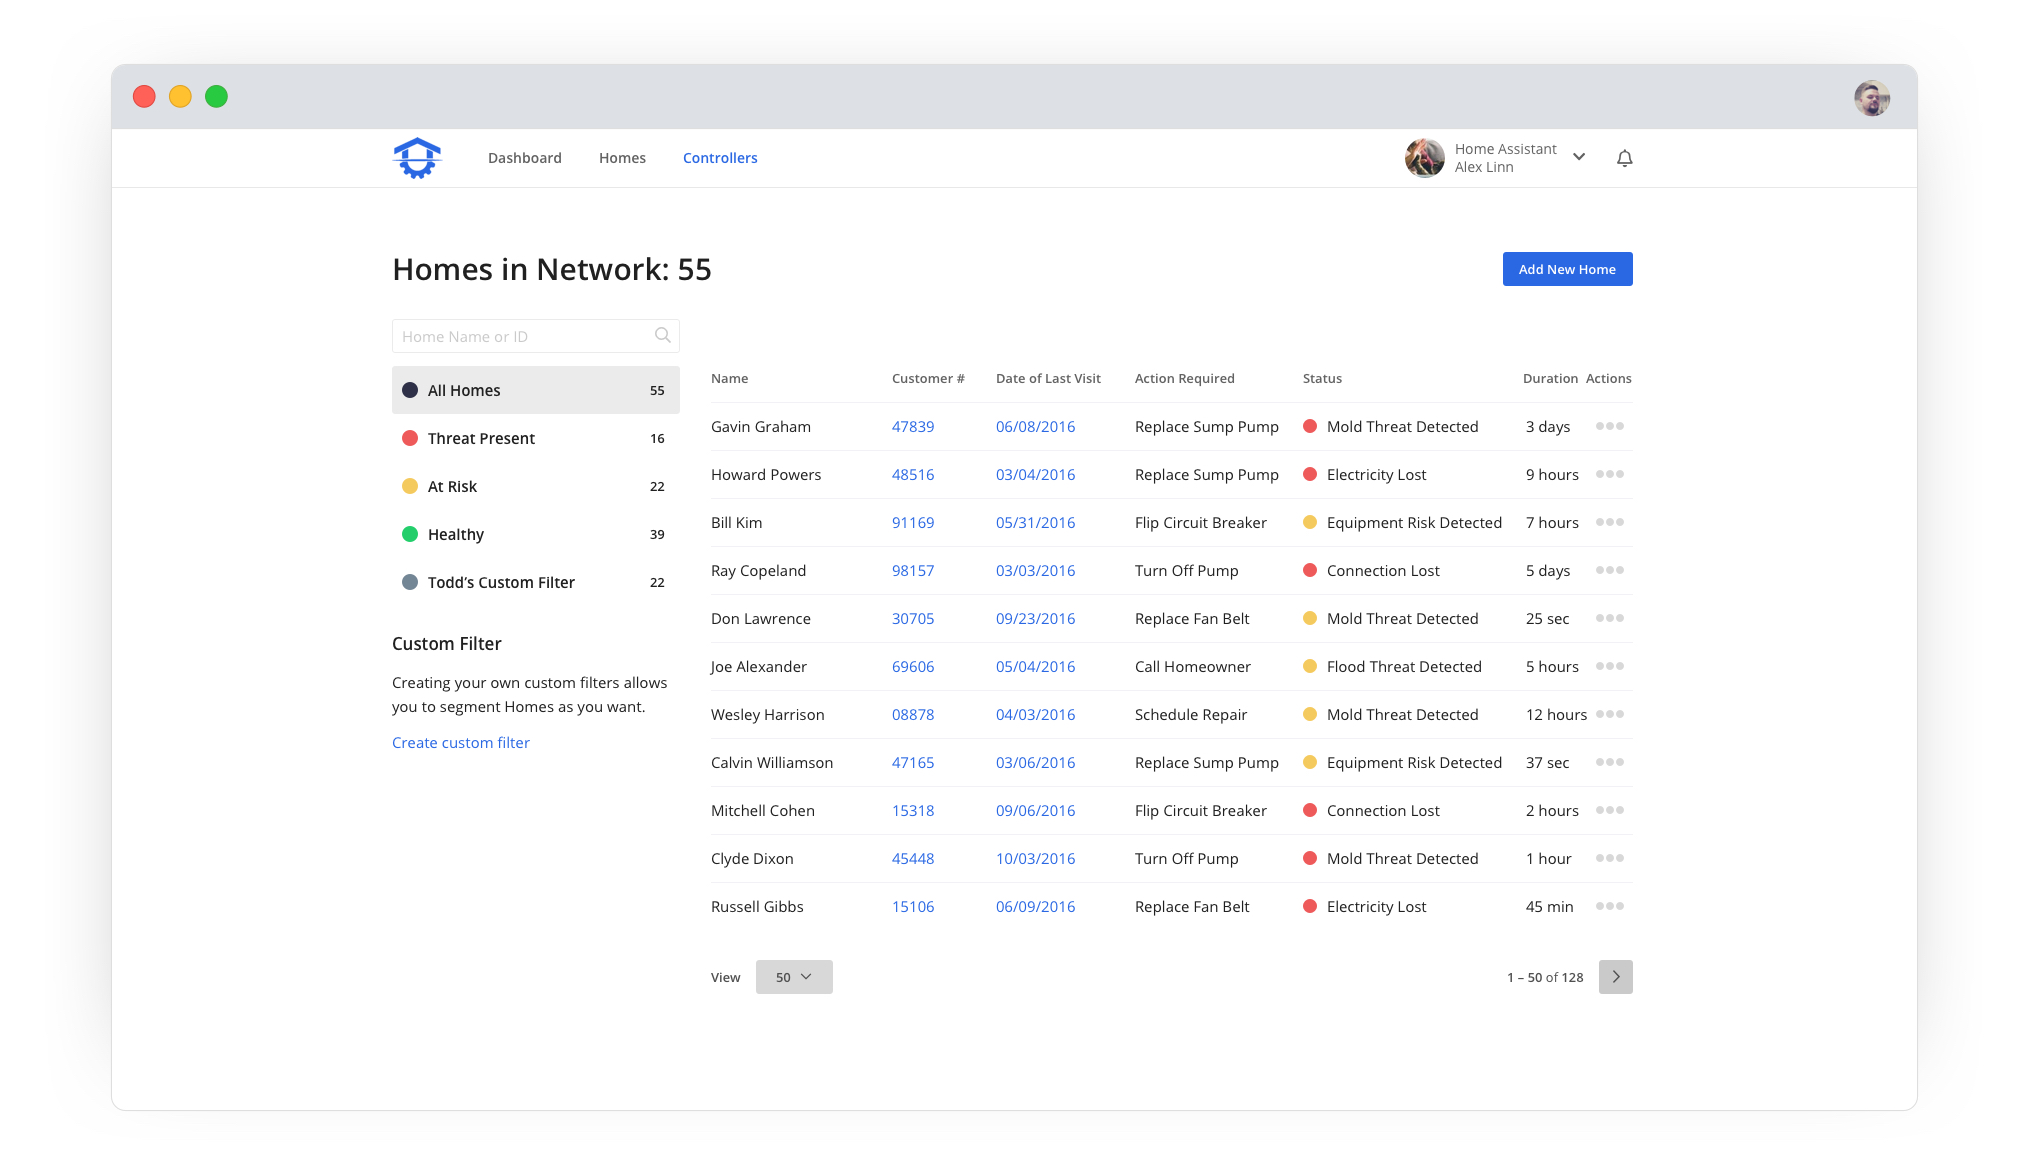 Dashboard Homes Controllers
Home Assistant
Alex Linn
Homes in Network: 55
Add New Home
Home Name or ID
All Homes 55
Threat Present 16
At Risk 22
Healthy 39
Todd’s Custom Filter 22
Custom Filter
Creating your own custom filters allows
you to segment Homes as you want.
Create custom filter
Name Customer # Date of Last Visit Action Required Status Duration Actions
Gavin Graham 47839 06/08/2016 Replace Sump Pump Mold Threat Detected 3 days
Howard Powers 48516 03/04/2016 Replace Sump Pump Electricity Lost 9 hours
Bill Kim 91169 05/31/2016 Flip Circuit Breaker Equipment Risk Detected 7 hours
Ray Copeland 98157 03/03/2016 Turn Off Pump Connection Lost 5 days
Don Lawrence 30705 09/23/2016 Replace Fan Belt Mold Threat Detected 25 sec
Joe Alexander 69606 05/04/2016 Call Homeowner Flood Threat Detected 5 hours
Wesley Harrison 08878 04/03/2016 Schedule Repair Mold Threat Detected 12 hours
Calvin Williamson 47165 03/06/2016 Replace Sump Pump Equipment Risk Detected 37 sec
Mitchell Cohen 15318 09/06/2016 Flip Circuit Breaker Connection Lost 2 hours
Clyde Dixon 45448 10/03/2016 Turn Off Pump Mold Threat Detected 1 hour
Russell Gibbs 15106 06/09/2016 Replace Fan Belt Electricity Lost 45 min
View 50
1 – 50 of 128